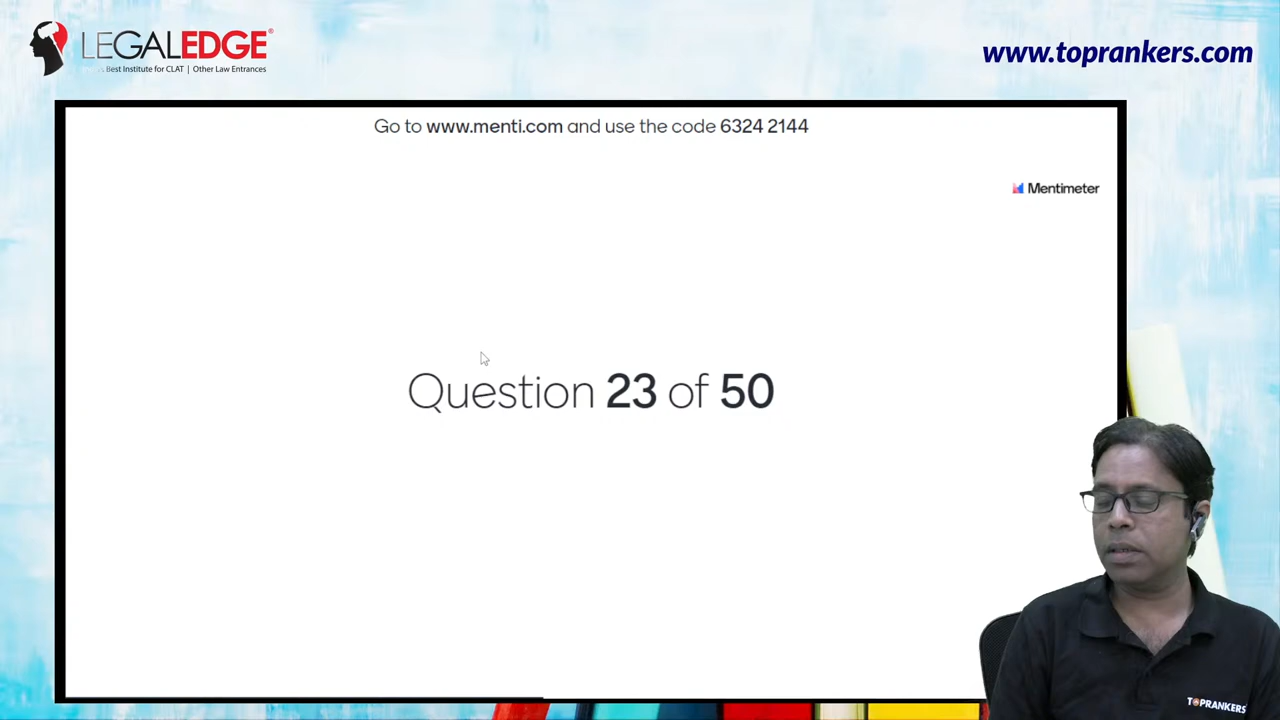 LEGALEDGE®
Best Institute for CLAT | Other Law Entrances
www.toprankers.com
Go to www.menti.com and use the code 6324 2144
Mentimeter
Question 23 of 50
TOPRANKERS